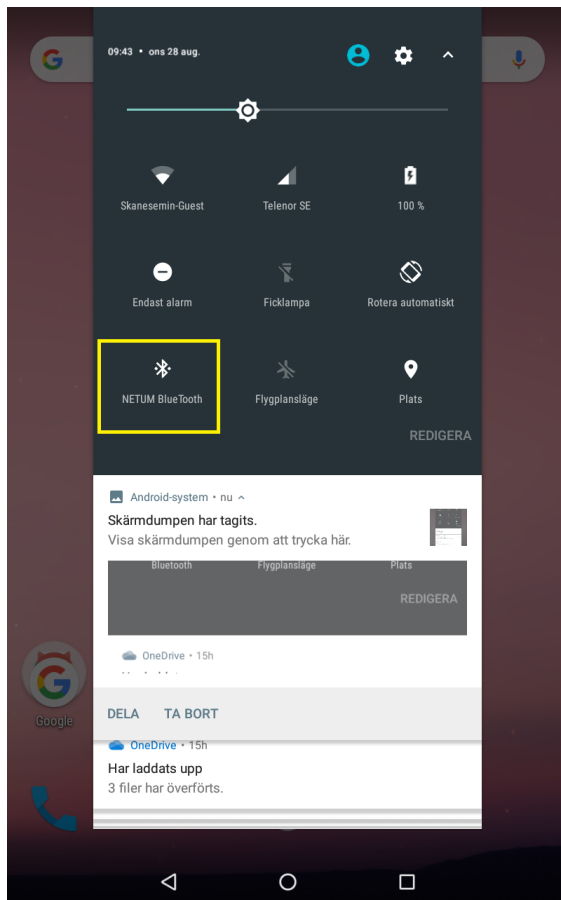 09:43 • ons 28 aug.
Skanesemin-Guest
Telenor SE
100 %
Endast alarm
Ficklampa
Rotera automatiskt
NETUM BlueTooth
Flygplansläge
Plats
REDIGERA
Android-system • nu
Skärmdumpen har tagits.
Visa skärmdumpen genom att trycka här.
Bluetooth
Flygplansläge
Plats
REDIGERA
OneDrive • 15h
DELA
TA BORT
OneDrive • 15h
Har laddats upp
3 filer har överförts.
Google